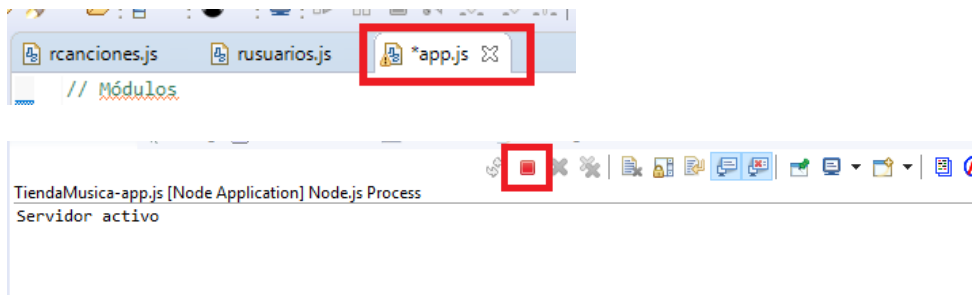 rcanciones.js rusuarios.js *app.js
// Módulos
TiendaMusica-app.js [Node Application] Node.js Process
Servidor activo